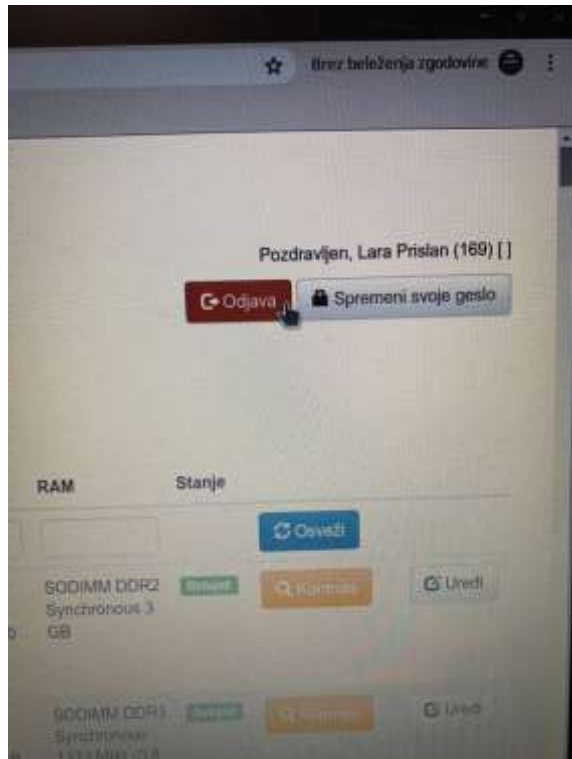 Brez beleženja zgodovine
Pozdravljen, Lara Prislan (169) [ ]
Odjava
Spremeni svoje geslo
RAM
Stanje
Osveži
SODIMM DDR2
Synchronous 3
GB
Uredi
SODIMM DDR3
Synchronous
Uredi